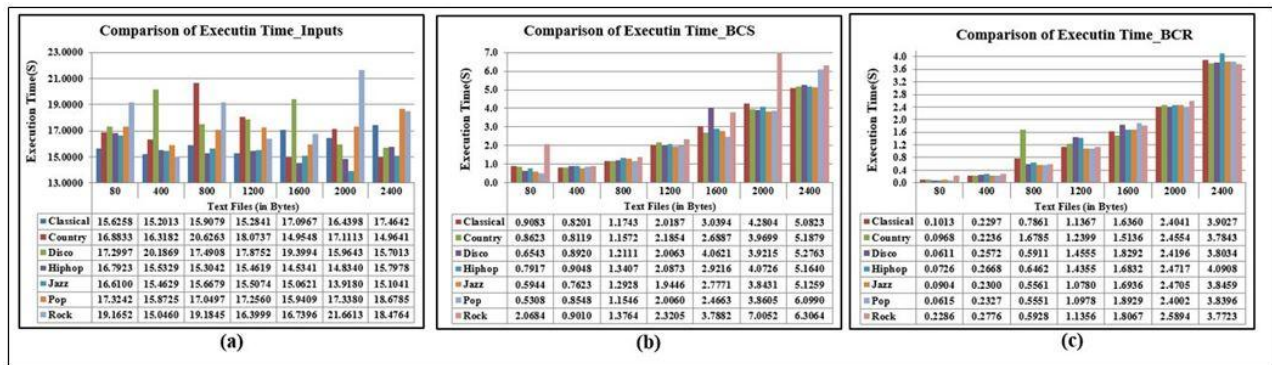 Comparison of Executin Time_Inputs
Execution Time(S)
23.0000
21.0000
19.0000
17.0000
15.0000
13.0000
80 400 800 1200 1600 2000 2400
Text Files (in Bytes)
Classical 15.6258 15.2013 15.9079 15.2841 17.0967 16.4398 17.4642
Country 16.8833 16.3182 20.6263 18.0737 14.9548 17.1113 14.9641
Disco 17.2997 20.1869 17.4908 17.8752 19.3994 15.9643 15.7013
Hiphop 16.7923 15.5329 15.3042 15.4619 14.5341 14.8340 15.7978
Jazz 16.6100 15.4629 15.6679 15.5074 15.0621 13.9180 15.1041
Pop 17.3242 15.8725 17.0497 17.2560 15.9409 17.3380 18.6785
Rock 19.1652 15.0460 19.1845 16.3999 16.7396 21.6613 18.4764
(a)
Comparison of Executin Time_BCS
Execution Time(S)
7.0
6.0
5.0
4.0
3.0
2.0
1.0
0.0
80 400 800 1200 1600 2000 2400
Text Files (in Bytes)
Classical 0.9083 0.8201 1.1743 2.0187 3.0394 4.2804 5.0823
Country 0.8623 0.8119 1.1572 2.1854 2.6887 3.9699 5.1879
Disco 0.6543 0.8920 1.2111 2.0063 4.0621 3.9215 5.2763
Hiphop 0.7917 0.9048 1.3407 2.0873 2.9216 4.0726 5.1640
Jazz 0.5944 0.7623 1.2928 1.9446 2.7771 3.8431 5.1259
Pop 0.5308 0.8548 1.1546 2.0060 2.4663 3.8605 6.0990
Rock 2.0684 0.9010 1.3764 2.3205 3.7882 7.0052 6.3064
(b)
Comparison of Executin Time_BCR
Execution Time(S)
4.0
3.6
3.2
2.8
2.4
2.0
1.6
1.2
0.8
0.4
0.0
80 400 800 1200 1600 2000 2400
Text Files (in Bytes)
Classical 0.1013 0.2297 0.7861 1.1367 1.6360 2.4041 3.9027
Country 0.0968 0.2236 1.6785 1.2399 1.5136 2.4554 3.7843
Disco 0.0611 0.2572 0.5911 1.4555 1.8292 2.4196 3.8034
Hiphop 0.0726 0.2668 0.6462 1.4355 1.6832 2.4717 4.0908
Jazz 0.0904 0.2300 0.5561 1.0780 1.6936 2.4705 3.8459
Pop 0.0615 0.2327 0.5551 1.0978 1.8929 2.4002 3.8396
Rock 0.2286 0.2776 0.5928 1.1356 1.8067 2.5894 3.7723
(c)